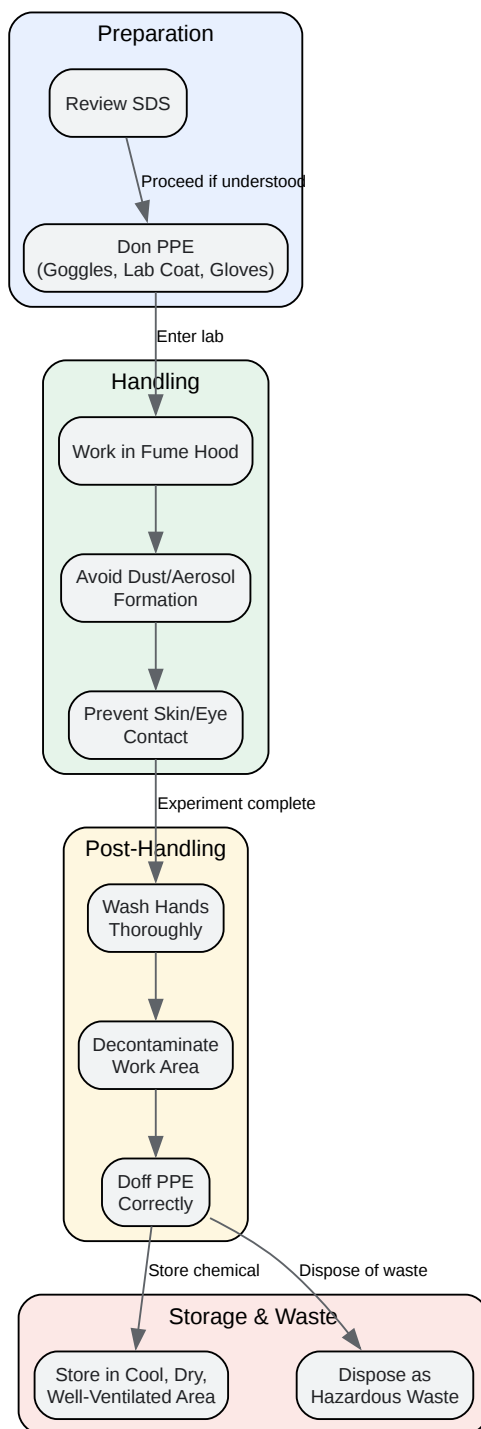 Preparation
Review SDS
Proceed if understood
Don PPE
(Goggles, Lab Coat, Gloves)
Enter lab
Handling
Work in Fume Hood
Avoid Dust/Aerosol
Formation
Prevent Skin/Eye
Contact
Experiment complete
Post-Handling
Wash Hands
Thoroughly
Decontaminate
Work Area
Doff PPE
Correctly
Store chemical
Dispose of waste
Storage & Waste
Store in Cool, Dry,
Well-Ventilated Area
Dispose as
Hazardous Waste